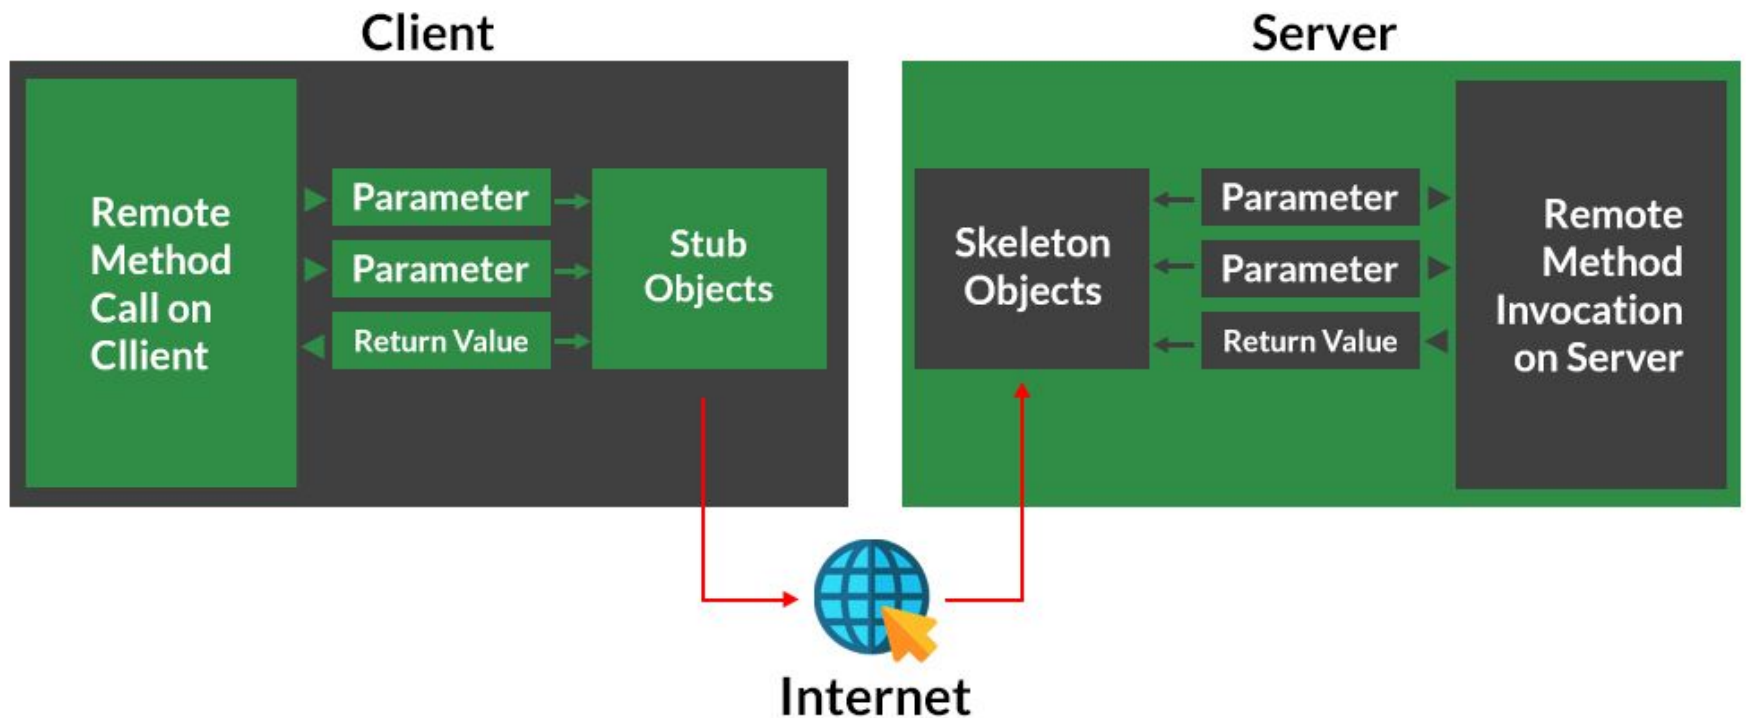 Client
Remote
Method
Call on
Cllient
Parameter
Parameter
Return Value
Stub
Objects
Server
Skeleton
Objects
Parameter
Parameter
Return Value
Remote
Method
Invocation
on Server
Internet